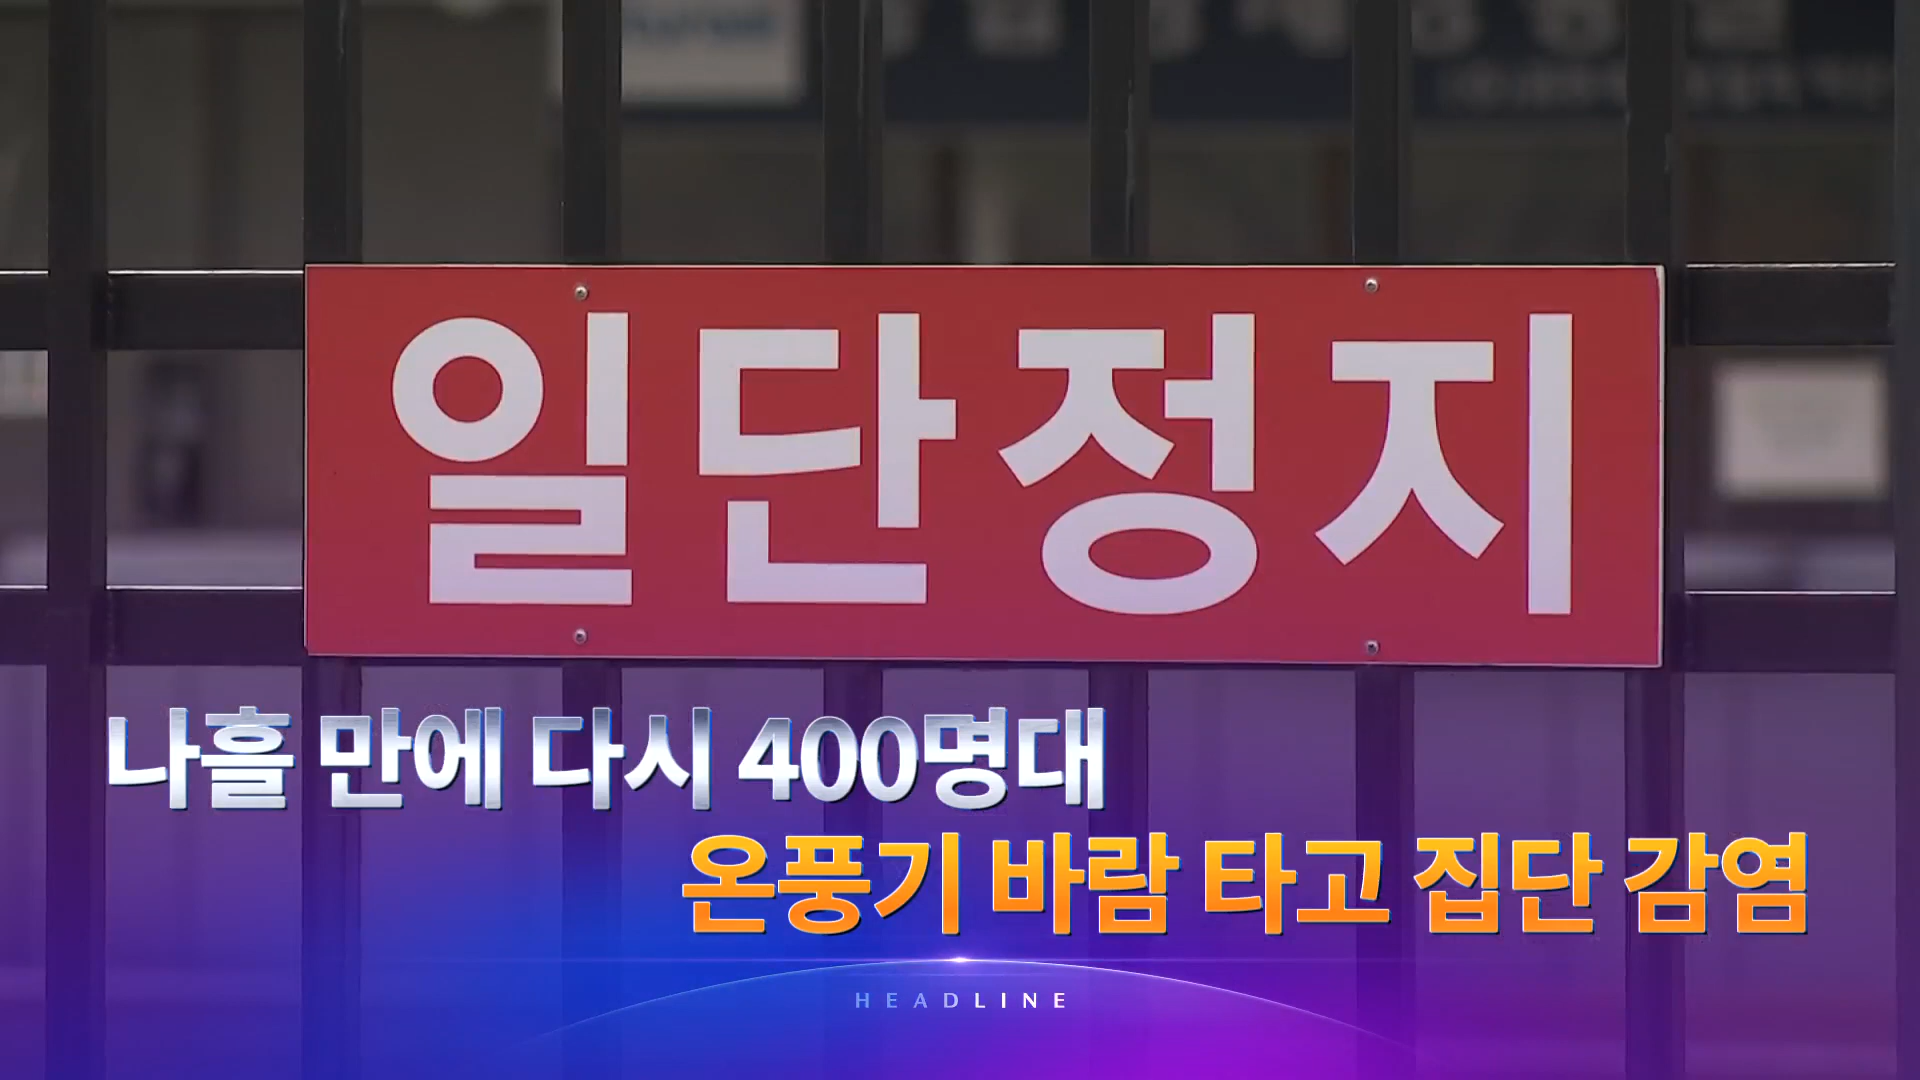 일단정지
나흘 만에 다시 400명대
온풍기 바람 타고 집단 감염
HEADLINE